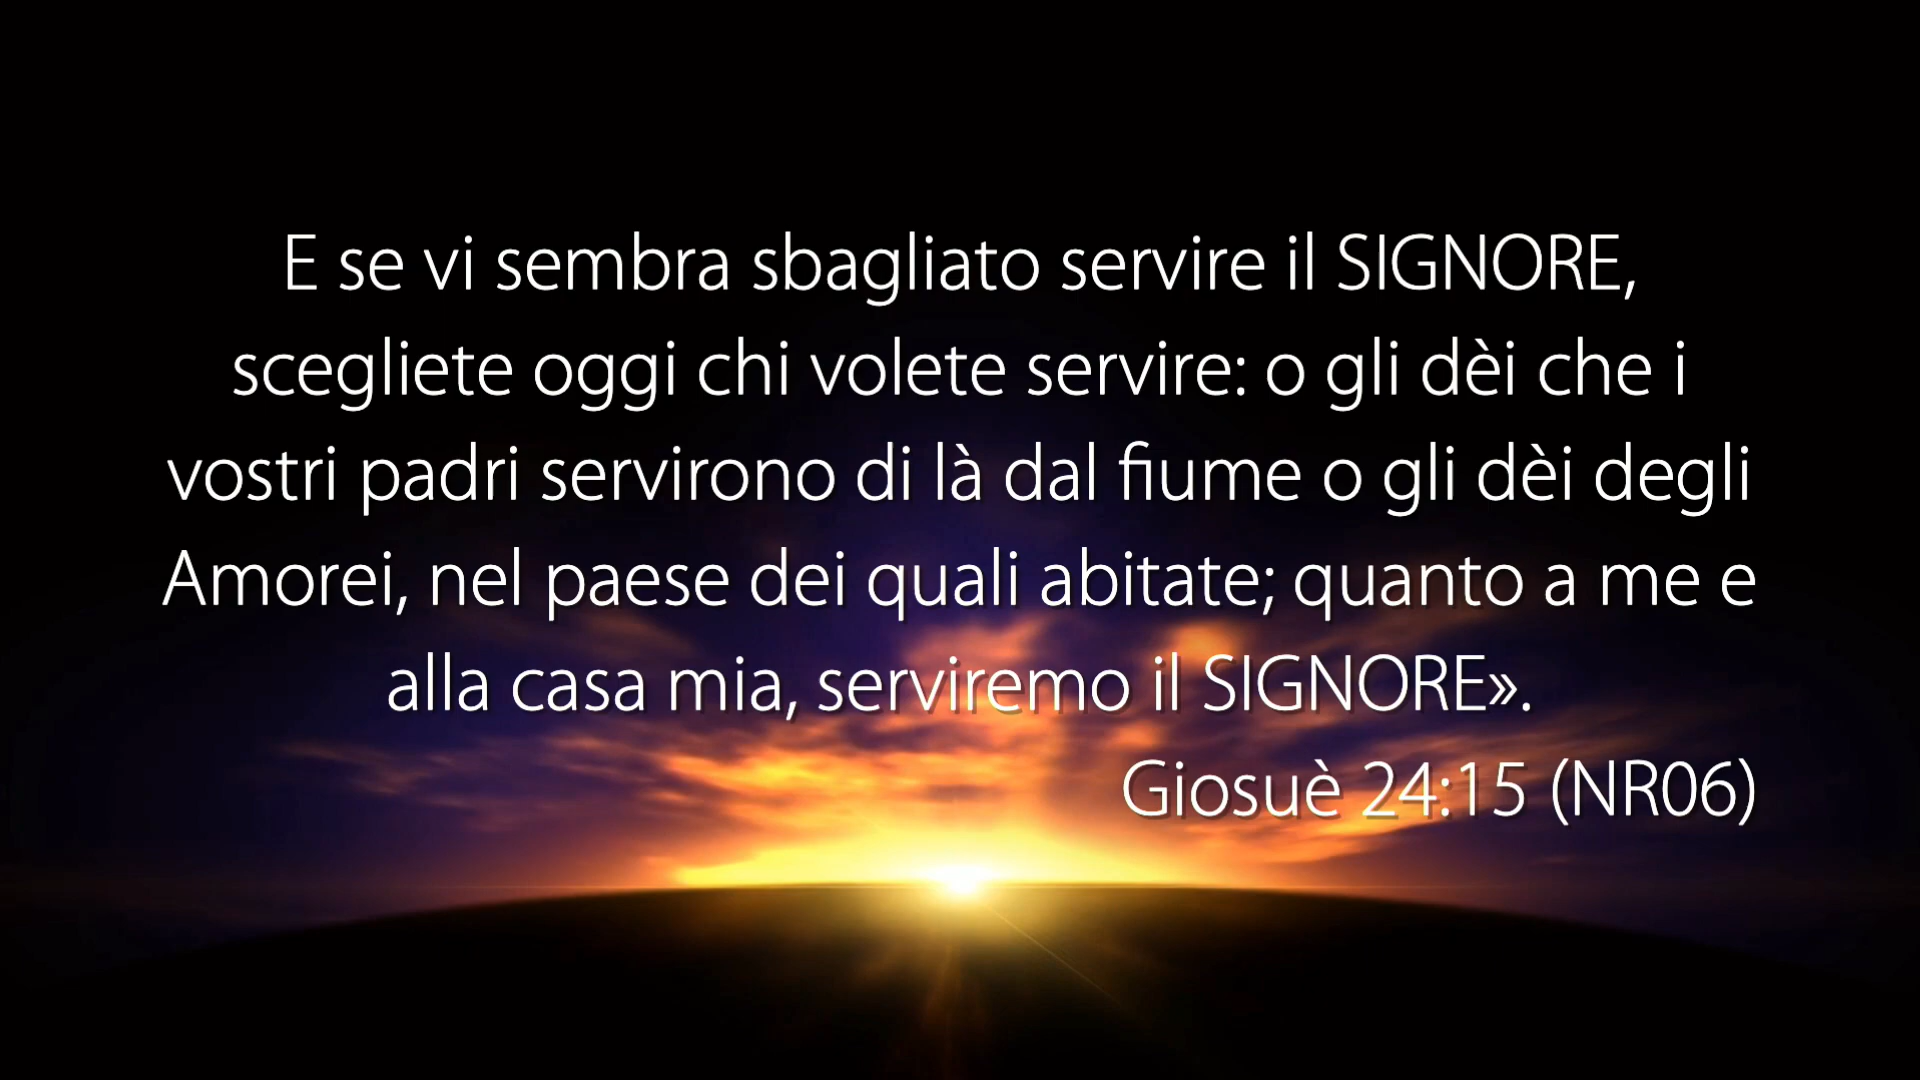 E se vi sembra sbagliato servire il SIGNORE,
scegliete oggi chi volete servire: o gli dèi che i
vostri padri servirono di là dal fiume o gli dèi degli
Amorei, nel paese dei quali abitate; quanto a me e
alla casa mia, serviremo il SIGNORE».
Giosuè 24:15 (NR06)